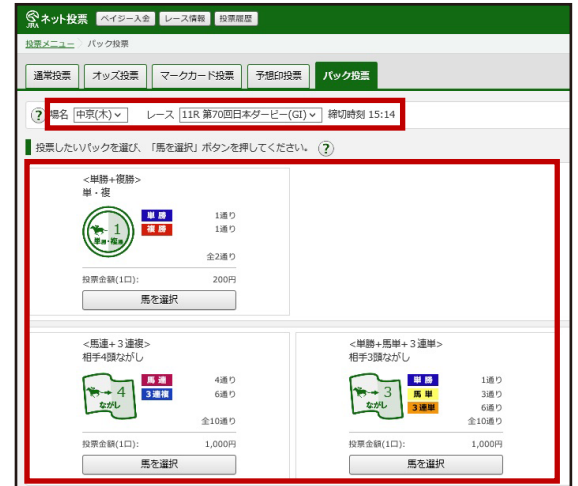 JRA ネット投票 ベイジー入会 レース情報 投票履歴
投票メニュー パック投票
通常投票 オッズ投票 マークカード投票 予想印投票 パック投票
? 場名 中京(木) レース 11R 第70回日本ダービー(GI) 締切時刻 15:14
投票したいパックを選び、「馬を選択」ボタンを押してください。 ?
<単勝+複勝>
単・複
1
単勝・複勝
単勝 1通り
複勝 1通り
全2通り
投票金額(1口): 200円
馬を選択
<馬連+3連複>
相手4頭ながし
4
ながし
馬連 4通り
3連複 6通り
全10通り
投票金額(1口): 1,000円
馬を選択
<単勝+馬単+3連単>
相手3頭ながし
3
ながし
単勝 1通り
馬単 3通り
3連単 6通り
全10通り
投票金額(1口): 1,000円
馬を選択